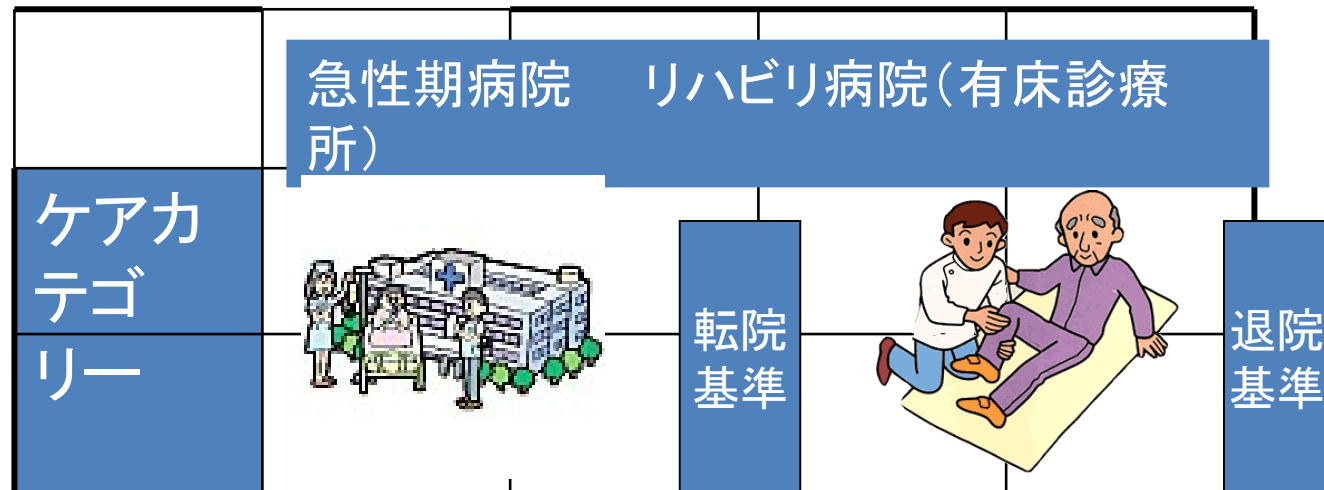 急性期病院　リハビリ病院（有床診療
所）
ケアカ
テゴ
リー
転院
基準
退院
基準